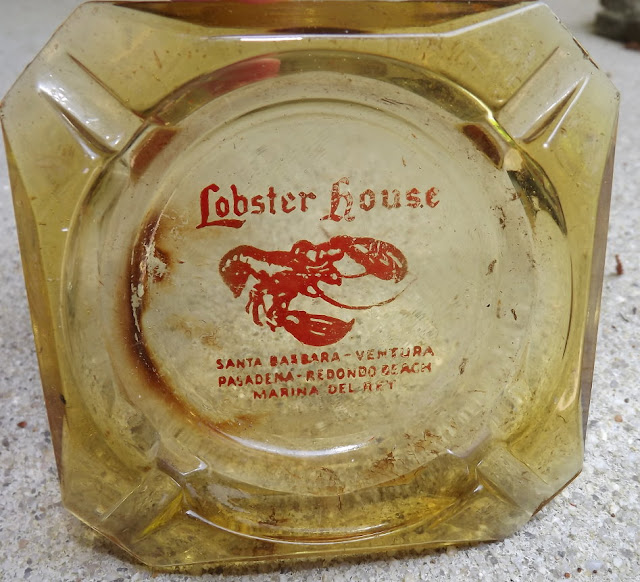 Lobster House
SANTA BARBARA - VENTURA
PASADENA - REDONDO BEACH
MARINA DEL REY